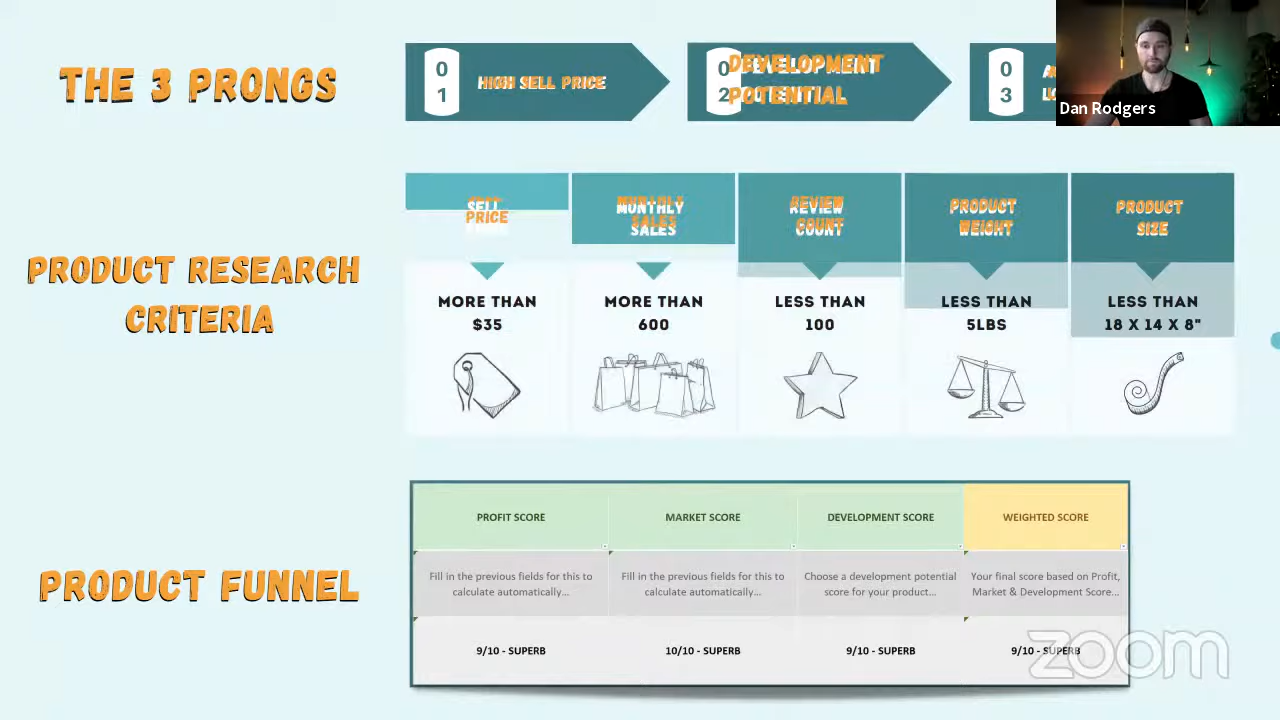 THE 3 PRONGS
0
1
HIGH SELL PRICE
0
2
DEVELOPMENT
POTENTIAL
0
3
Dan Rodgers
PRODUCT RESEARCH
CRITERIA
SELL
PRICE
MONTHLY
SALES
REVIEW
COUNT
PRODUCT
WEIGHT
PRODUCT
SIZE
MORE THAN
$35
MORE THAN
600
LESS THAN
100
LESS THAN
5LBS
LESS THAN
18 X 14 X 8"
PRODUCT FUNNEL
PROFIT SCORE
MARKET SCORE
DEVELOPMENT SCORE
WEIGHTED SCORE
Fill in the previous fields for this to
calculate automatically...
Fill in the previous fields for this to
calculate automatically...
Choose a development potential
score for your product...
Your final score based on Profit,
Market & Development Score...
9/10 - SUPERB
10/10 - SUPERB
9/10 - SUPERB
9/10 - SUPERB
zoom